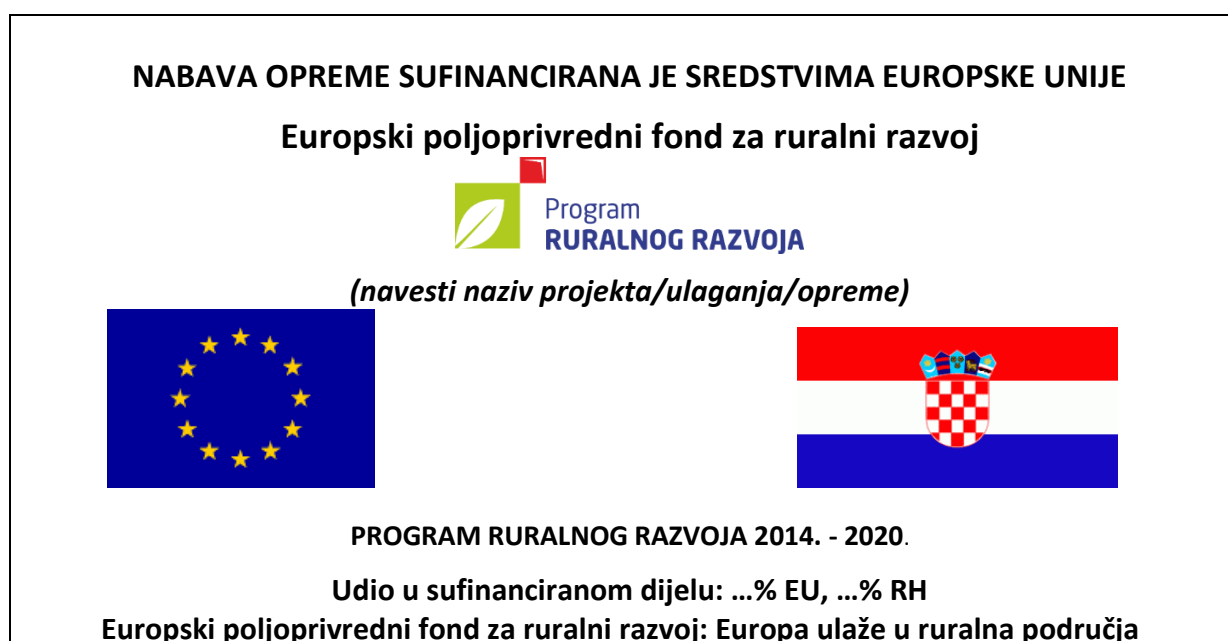 NABAVA OPREME SUFINANCIRANA JE SREDSTVIMA EUROPSKE UNIJE
Europski poljoprivredni fond za ruralni razvoj
Program
RURALNOG RAZVOJA
(navesti naziv projekta/ulaganja/opreme)
PROGRAM RURALNOG RAZVOJA 2014. - 2020.
Udio u sufinanciranom dijelu: …% EU, …% RH
Europski poljoprivredni fond za ruralni razvoj: Europa ulaže u ruralna područja